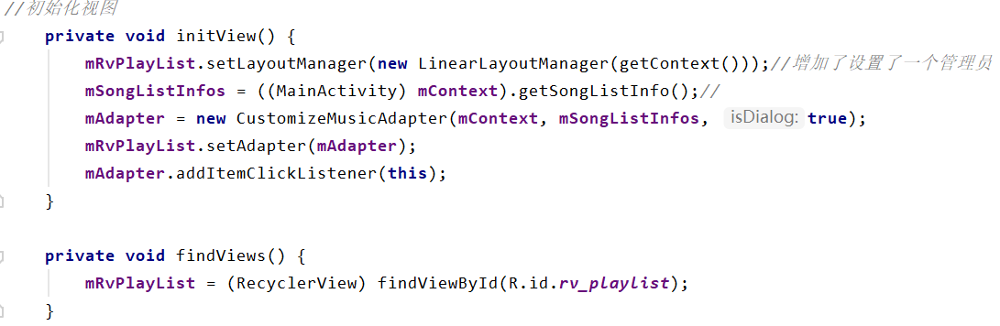 //初始化视图
private void initView() {
mRvPlayList.setLayoutManager(new LinearLayoutManager(getContext()));//增加了设置了一个管理员
mSongListInfos = ((MainActivity) mContext).getSongListInfo();//
mAdapter = new CustomizeMusicAdapter(mContext, mSongListInfos, isDialog: true);
mRvPlayList.setAdapter(mAdapter);
mAdapter.addItemClickListener(this);
}
private void findViews() {
mRvPlayList = (RecyclerView) findViewById(R.id.rv_playlist);
}